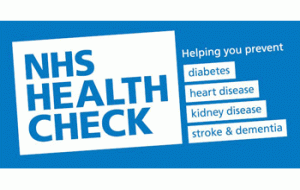 NHS
HEALTH
CHECK
Helping you prevent
diabetes
heart disease
kidney disease
stroke & dementia